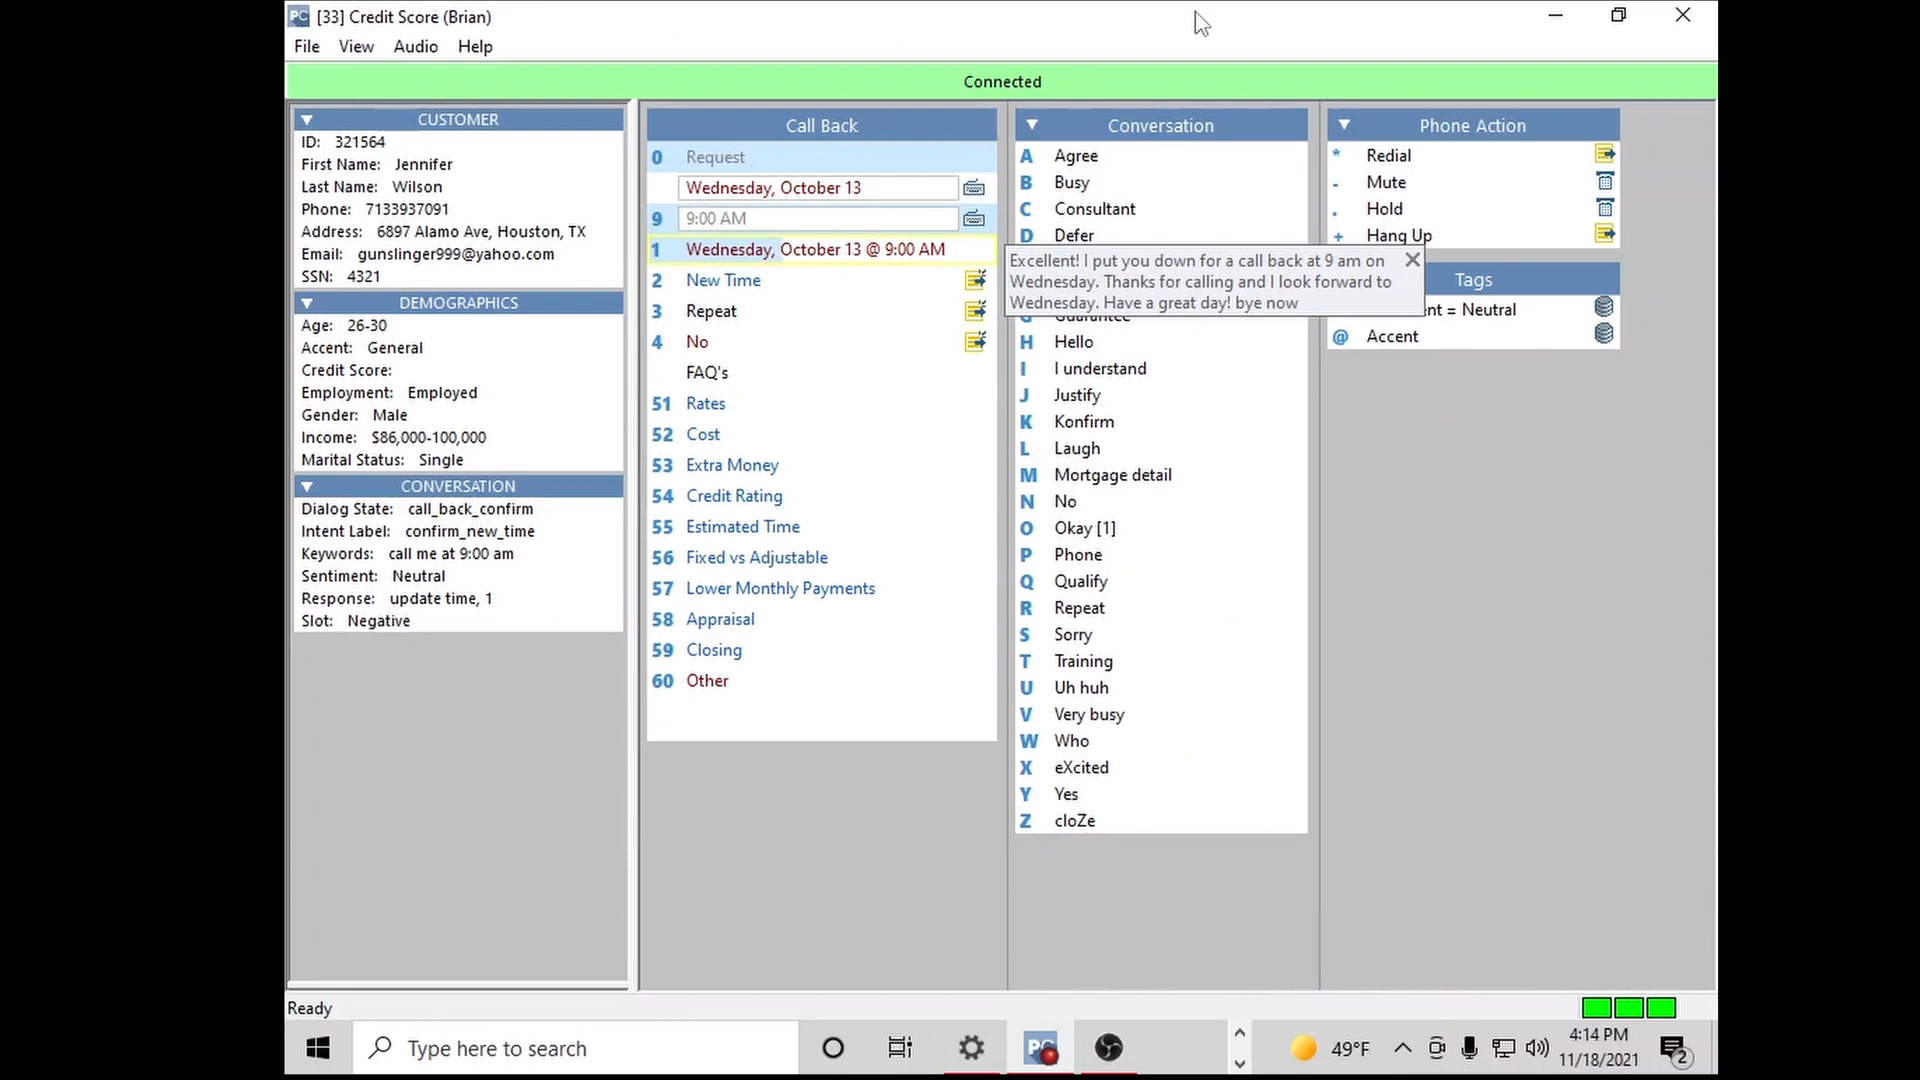 [33] Credit Score (Brian)
File View Audio Help
Connected
CUSTOMER
ID: 321564
First Name: Jennifer
Last Name: Wilson
Phone: 7133937091
Address: 6897 Alamo Ave, Houston, TX
Email: gunslinger999@yahoo.com
SSN: 4321
DEMOGRAPHICS
Age: 26-30
Accent: General
Credit Score:
Employment: Employed
Gender: Male
Income: $86,000-100,000
Marital Status: Single
CONVERSATION
Dialog State: call_back_confirm
Intent Label: confirm_new_time
Keywords: call me at 9:00 am
Sentiment: Neutral
Response: update time, 1
Slot: Negative
Call Back
0 Request
Wednesday, October 13
9 9:00 AM
1 Wednesday, October 13 @ 9:00 AM
2 New Time
3 Repeat
4 No
FAQ's
51 Rates
52 Cost
53 Extra Money
54 Credit Rating
55 Estimated Time
56 Fixed vs Adjustable
57 Lower Monthly Payments
58 Appraisal
59 Closing
60 Other
Conversation
A Agree
B Busy
C Consultant
D Defer
Excellent! I put you down for a call back at 9 am on
Wednesday. Thanks for calling and I look forward to
Wednesday. Have a great day! bye now
H Hello
I I understand
J Justify
K Konfirm
L Laugh
M Mortgage detail
N No
O Okay [1]
P Phone
Q Qualify
R Repeat
S Sorry
T Training
U Uh huh
V Very busy
W Who
X eXcited
Y Yes
Z cloZe
Phone Action
* Redial
- Mute
. Hold
+ Hang Up
Tags
nt = Neutral
@ Accent
Ready
PC
Type here to search
49°F
4:14 PM
11/18/2021
2